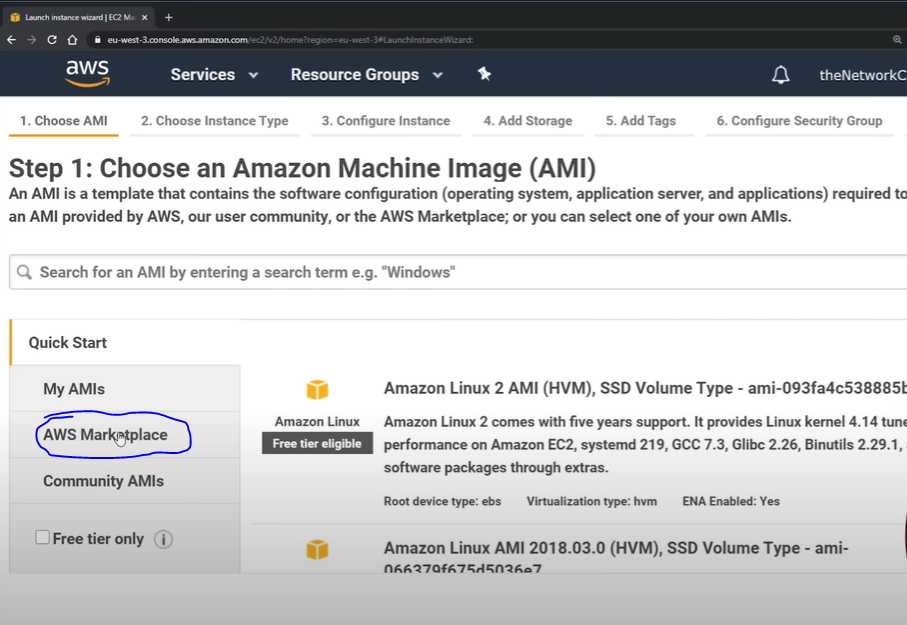 Launch instance wizard | EC2 Ma
eu-west-3.console.aws.amazon.com/ec2/v2/home?region=eu-west-3#LaunchInstanceWizard:
aws
Services
Resource Groups
theNetworkC
1. Choose AMI
2. Choose Instance Type
3. Configure Instance
4. Add Storage
5. Add Tags
6. Configure Security Group
Step 1: Choose an Amazon Machine Image (AMI)
An AMI is a template that contains the software configuration (operating system, application server, and applications) required to
an AMI provided by AWS, our user community, or the AWS Marketplace; or you can select one of your own AMIs.
Search for an AMI by entering a search term e.g. "Windows"
Quick Start
My AMIs
AWS Marketplace
Community AMIs
Free tier only
Amazon Linux
Free tier eligible
Amazon Linux 2 AMI (HVM), SSD Volume Type - ami-093fa4c538885b
Amazon Linux 2 comes with five years support. It provides Linux kernel 4.14 tune
performance on Amazon EC2, systemd 219, GCC 7.3, Glibc 2.26, Binutils 2.29.1,
software packages through extras.
Root device type: ebs
Virtualization type: hvm
ENA Enabled: Yes
Amazon Linux AMI 2018.03.0 (HVM), SSD Volume Type - ami-
066379f675d5036e7